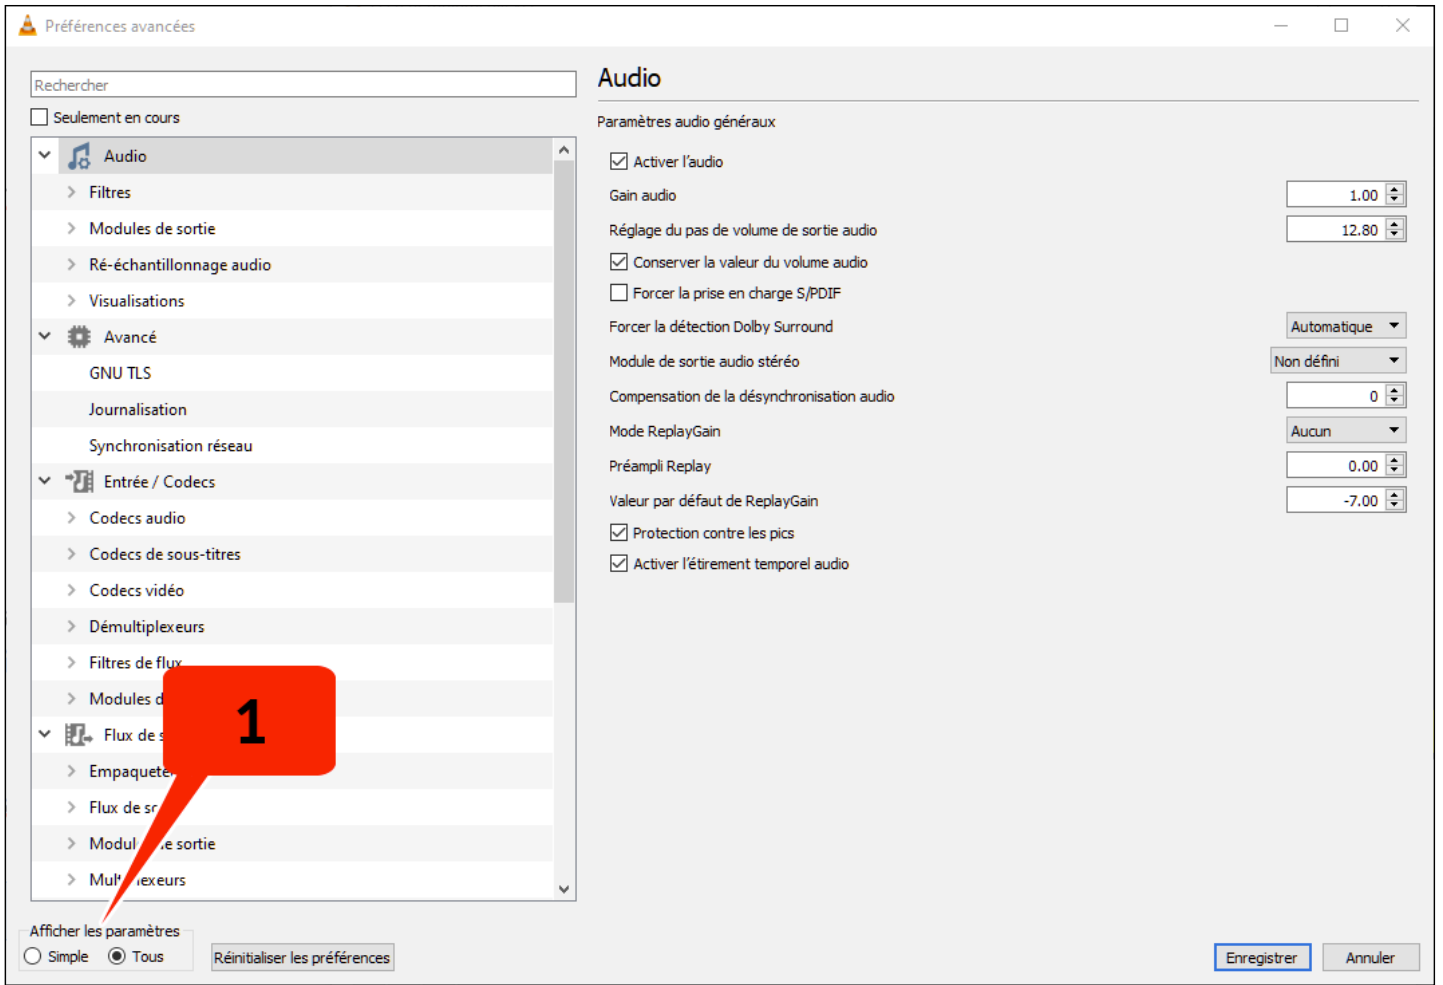 Préférences avancées
Rechercher
Seulement en cours
Audio
Filtres
Modules de sortie
Ré-échantillonnage audio
Visualisations
Avancé
GNU TLS
Journalisation
Synchronisation réseau
Entrée / Codecs
Codecs audio
Codecs de sous-titres
Codecs vidéo
Démultiplexeurs
Filtres de flux
Modules
Flux de
1
Flux de
de sortie
Afficher les paramètres
Simple
Tous
Réinitialiser les préférences
Audio
Paramètres audio généraux
Activer l'audio
Gain audio 1.00
Réglage du pas de volume de sortie audio 12.80
Conserver la valeur du volume audio
Forcer la prise en charge S/PDIF
Forcer la détection Dolby Surround Automatique
Module de sortie audio stéréo Non défini
Compensation de la désynchronisation audio 0
Mode ReplayGain Aucun
Préampli Replay 0.00
Valeur par défaut de ReplayGain -7.00
Protection contre les pics
Activer l'étirement temporel audio
Enregistrer
Annuler